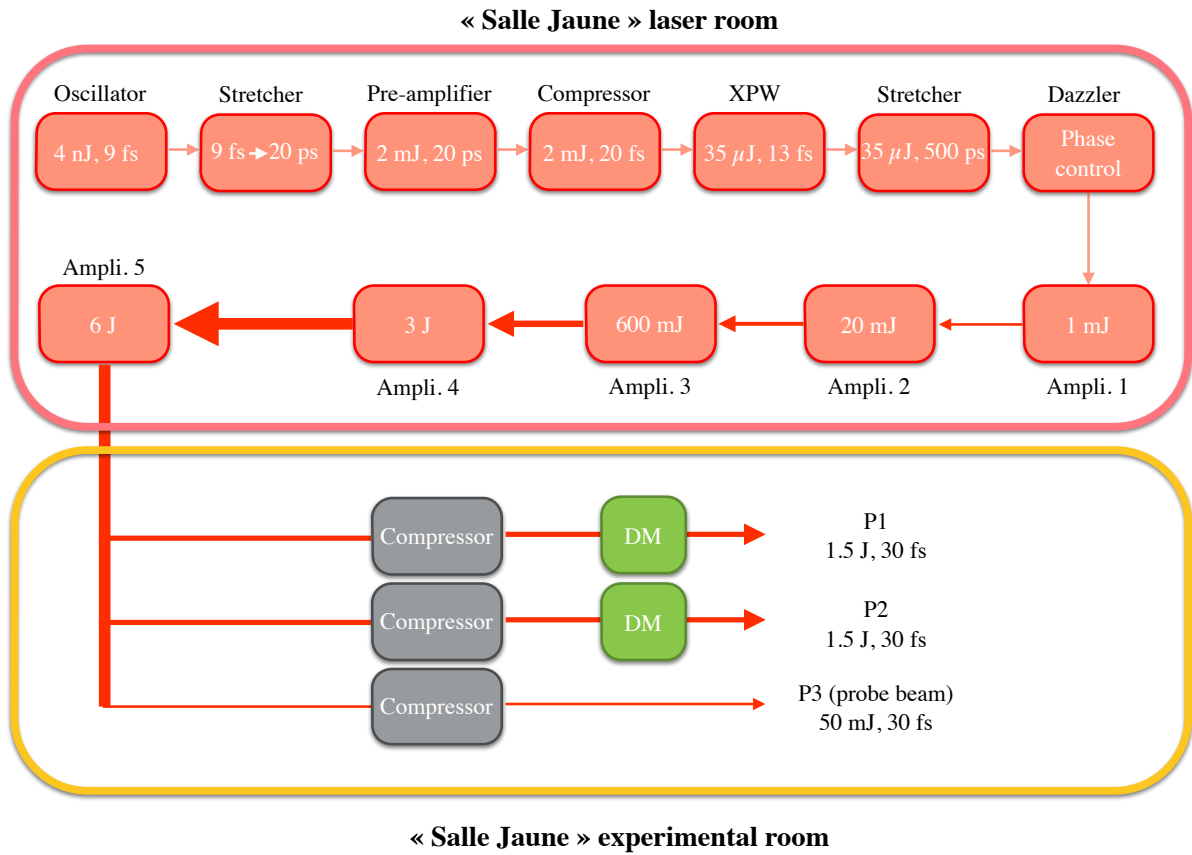 « Salle Jaune » laser room
Oscillator
Stretcher
Pre-amplifier
Compressor
XPW
Stretcher
Dazzler
4 nJ, 9 fs
9 fs→20 ps
2 mJ, 20 ps
2 mJ, 20 fs
35 µJ, 13 fs
35 µJ, 500 ps
Phase
control
Ampli. 5
6 J
3 J
600 mJ
20 mJ
1 mJ
Ampli. 4
Ampli. 3
Ampli. 2
Ampli. 1
Compressor
DM
P1
1.5 J, 30 fs
Compressor
DM
P2
1.5 J, 30 fs
Compressor
P3 (probe beam)
50 mJ, 30 fs
« Salle Jaune » experimental room